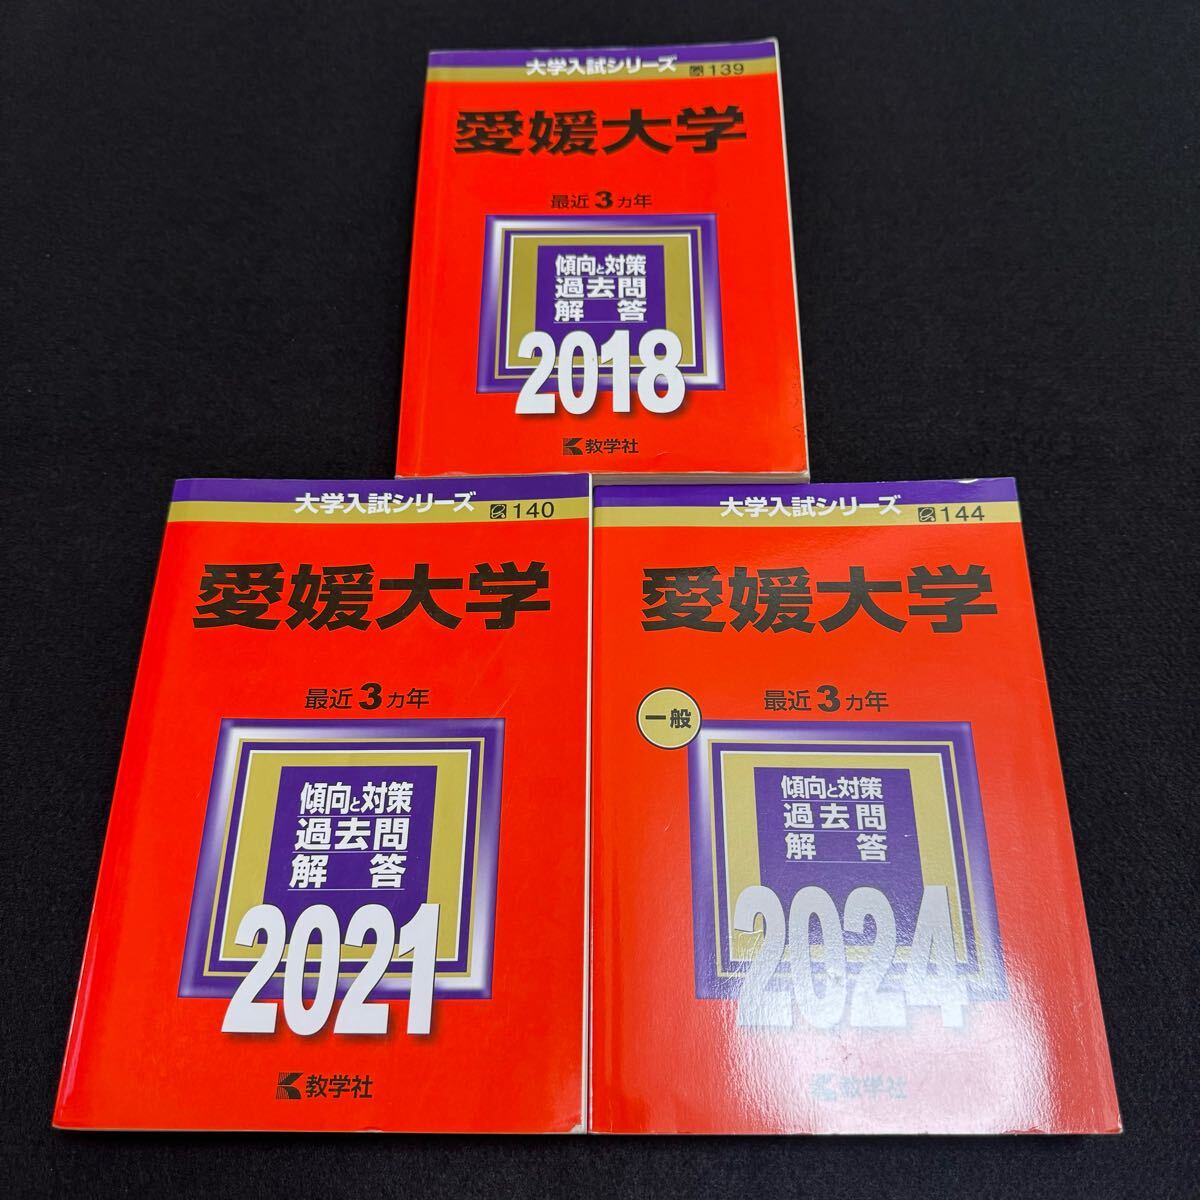 大学入試シリーズ
139
愛媛大学
最近3カ年
傾向と対策
過去問
解答
2018
教学社
大学入試シリーズ
140
愛媛大学
最近3カ年
傾向と対策
過去問
解答
2021
教学社
大学入試シリーズ
144
愛媛大学
最近3カ年
一般
傾向と対策
過去問
解答
2024
教学社